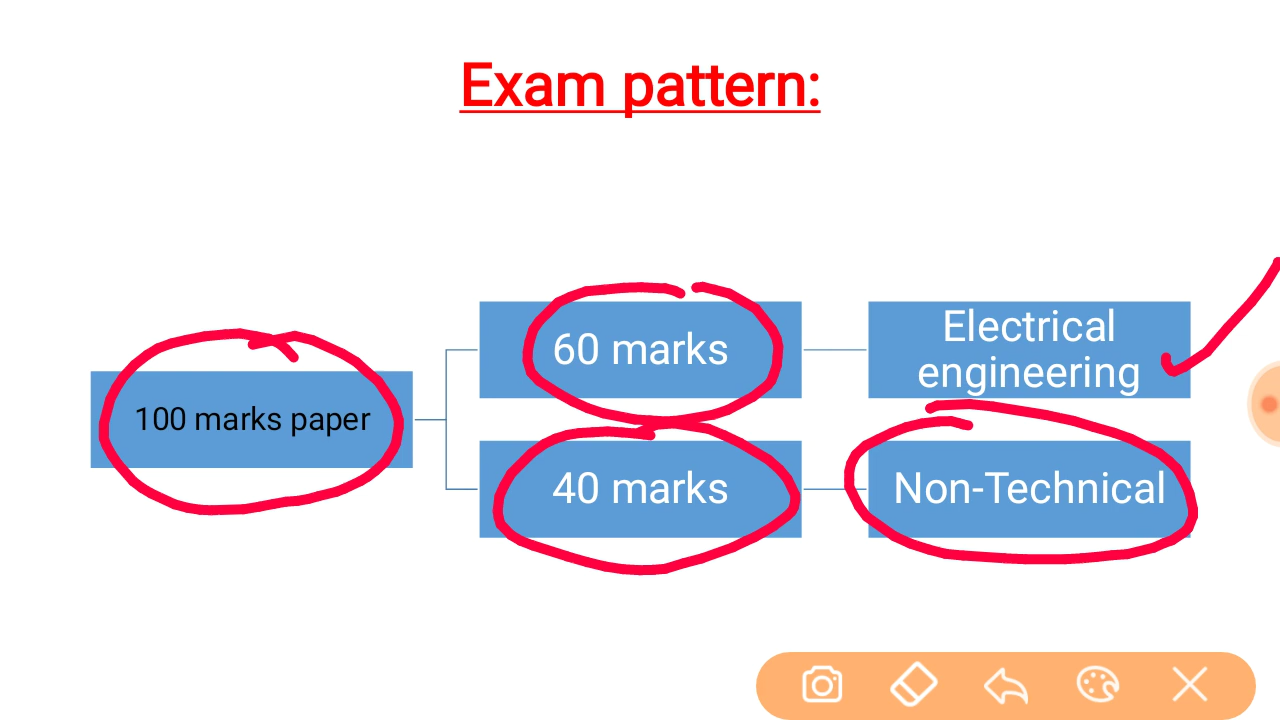 Exam pattern:
100 marks paper
60 marks
Electrical
engineering
40 marks
Non-Technical